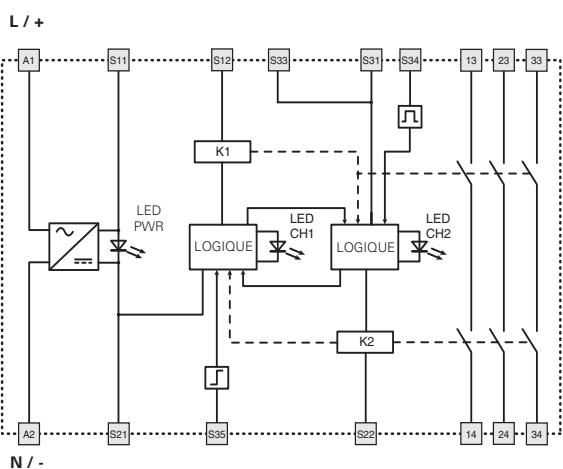 L / +
A1 S11 S12 S33 S31 S34 13 23 33
K1
LED
PWR
LED
CH1
LED
CH2
LOGIQUE LOGIQUE
K2
A2 S21 S35 S22 14 24 34
N / -